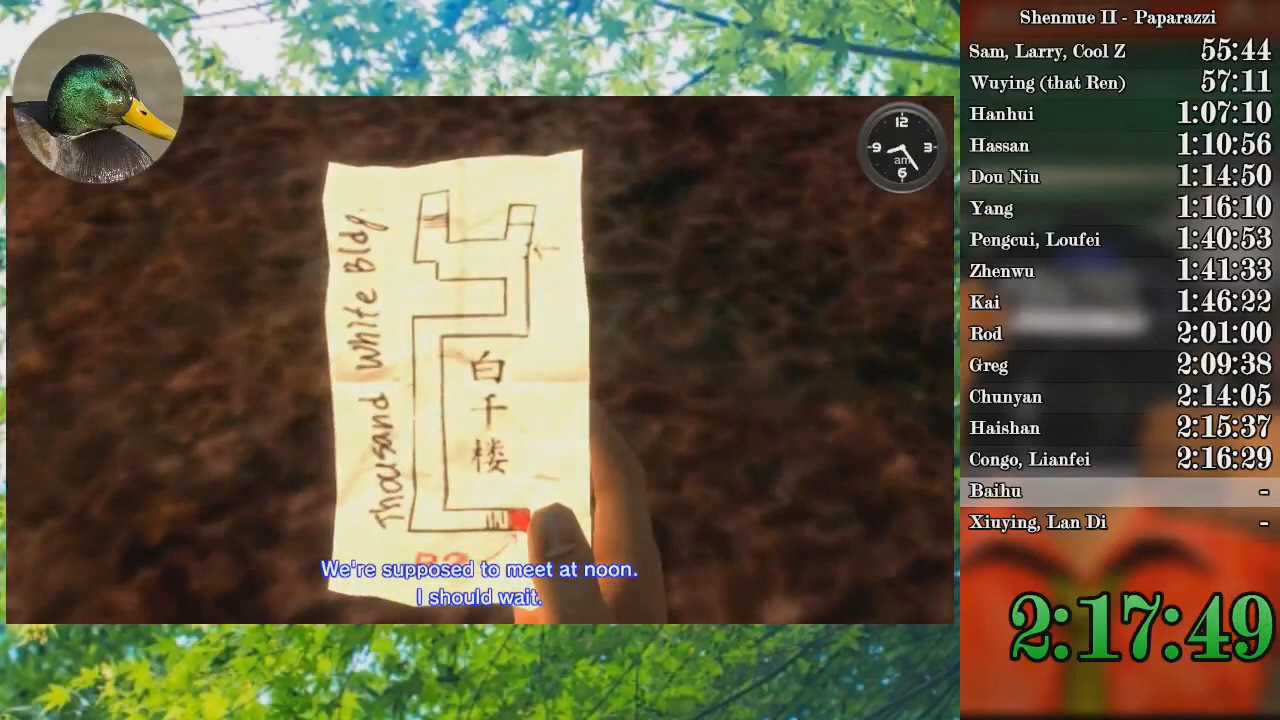 Shenmue II - Paparazzi
Sam, Larry, Cool Z 55:44
Wuying (that Ren) 57:11
Hanhui 1:07:10
Hassan 1:10:56
Dou Niu 1:14:50
Yang 1:16:10
Pengcui, Loufei 1:40:53
Zhenwu 1:41:33
Kai 1:46:22
Rod 2:01:00
Greg 2:09:38
Chunyan 2:14:05
Haishan 2:15:37
Congo, Lianfei 2:16:29
Baihu -
Xiuying, Lan Di -
2:17:49
12
9 3
am
6
Thousand White Bldg.
白千楼
We're supposed to meet at noon.
I should wait.